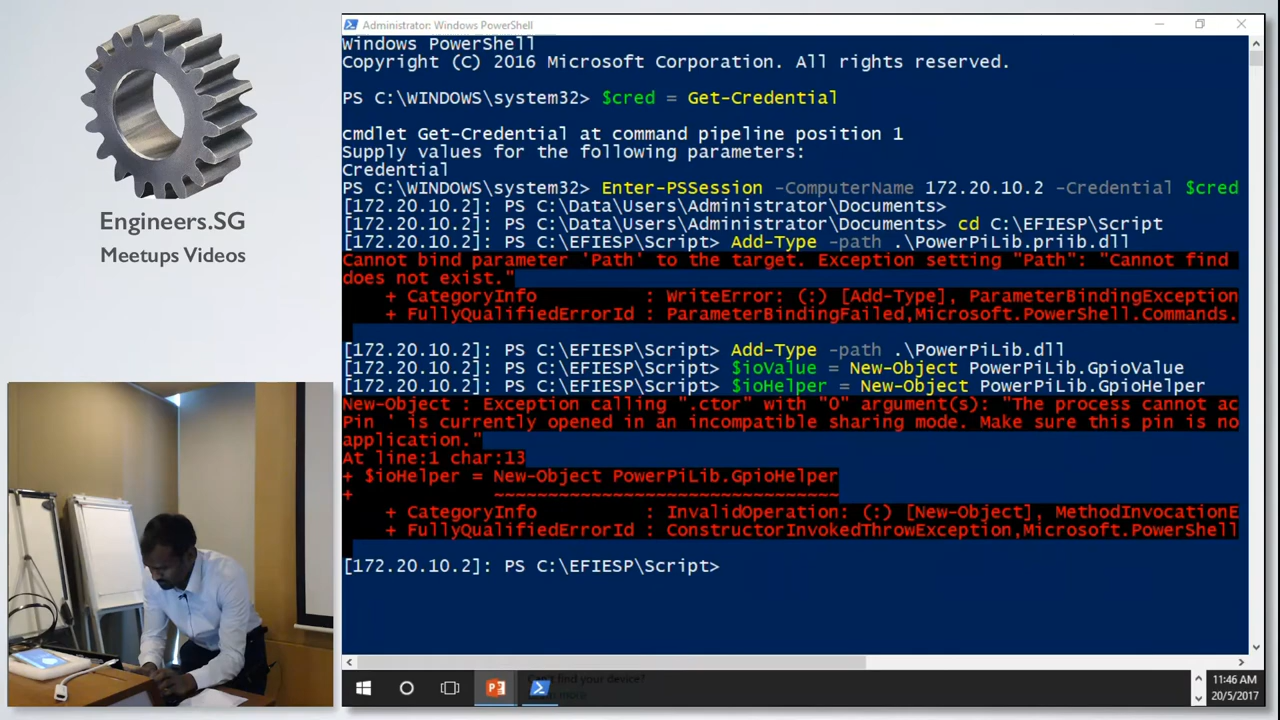 Administrator: Windows PowerShell
Windows PowerShell
Copyright (C) 2016 Microsoft Corporation. All rights reserved.
PS C:\WINDOWS\system32> $cred = Get-Credential
cmdlet Get-Credential at command pipeline position 1
Supply values for the following parameters:
Credential
PS C:\WINDOWS\system32> Enter-PSSession -ComputerName 172.20.10.2 -Credential $cred
[172.20.10.2]: PS C:\Data\Users\Administrator\Documents>
[172.20.10.2]: PS C:\Data\Users\Administrator\Documents> cd C:\EFIESP\Script
[172.20.10.2]: PS C:\EFIESP\Script> Add-Type -path .\PowerPiLib.priib.dll
Cannot bind parameter 'Path' to the target. Exception setting "Path": "Cannot find
does not exist."
+ CategoryInfo : WriteError: (:) [Add-Type], ParameterBindingException
+ FullyQualifiedErrorId : ParameterBindingFailed,Microsoft.PowerShell.Commands.
[172.20.10.2]: PS C:\EFIESP\Script> Add-Type -path .\PowerPiLib.dll
[172.20.10.2]: PS C:\EFIESP\Script> $ioValue = New-Object PowerPiLib.GpioValue
[172.20.10.2]: PS C:\EFIESP\Script> $ioHelper = New-Object PowerPiLib.GpioHelper
New-Object : Exception calling ".ctor" with "0" argument(s): "The process cannot ac
Pin ' is currently opened in an incompatible sharing mode. Make sure this pin is no
application."
At line:1 char:13
+ $ioHelper = New-Object PowerPiLib.GpioHelper
+ ~~~~~~~~~~~~~~~~~~~~~~~~~~~~~~~~
+ CategoryInfo : InvalidOperation: (:) [New-Object], MethodInvocationE
+ FullyQualifiedErrorId : ConstructorInvokedThrowException,Microsoft.PowerShell
[172.20.10.2]: PS C:\EFIESP\Script>
Engineers.SG
Meetups Videos
Can't find your device?
Learn more
11:46 AM
20/5/2017